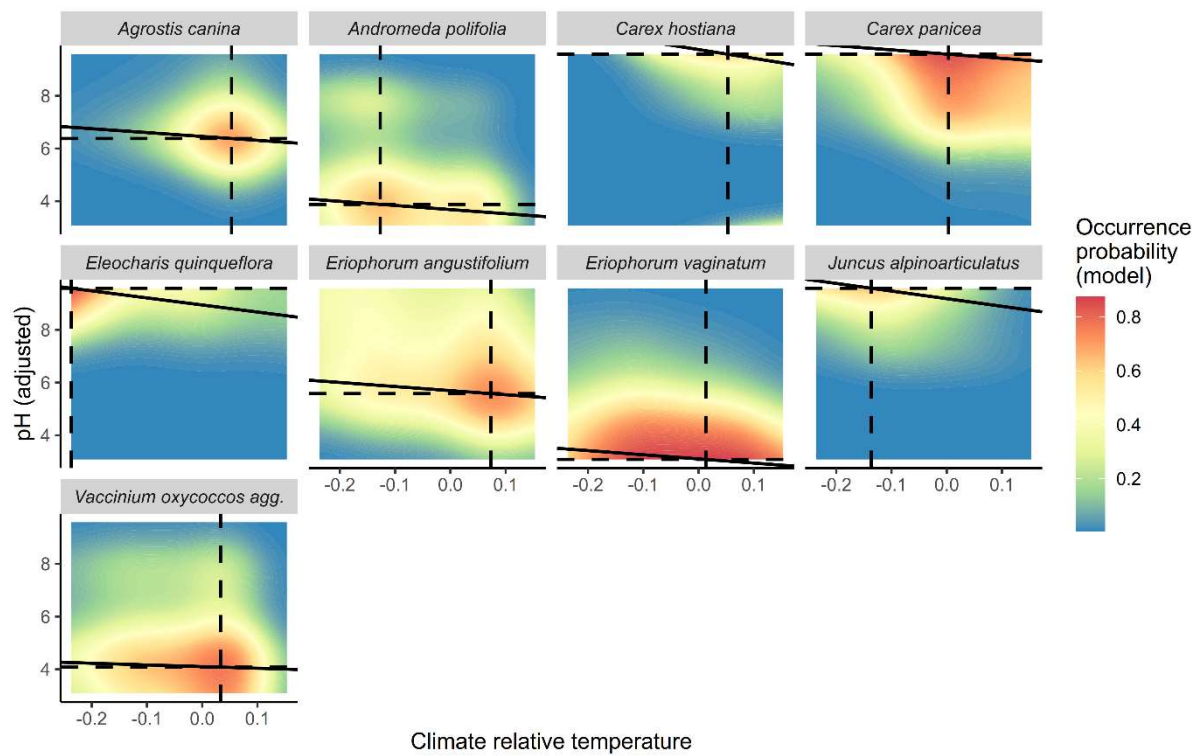 Agrostis canina
Andromeda polifolia
Carex hostiana
Carex panicea
8
6
4
Eleocharis quinqueflora
Eriophorum angustifolium
Eriophorum vaginatum
Juncus alpinoarticulatus
8
6
4
-0.2 -0.1 0.0 0.1
-0.2 -0.1 0.0 0.1
-0.2 -0.1 0.0 0.1
Vaccinium oxycoccos agg.
8
6
4
-0.2 -0.1 0.0 0.1
pH (adjusted)
Climate relative temperature
Occurrence
probability
(model)
0.8
0.6
0.4
0.2